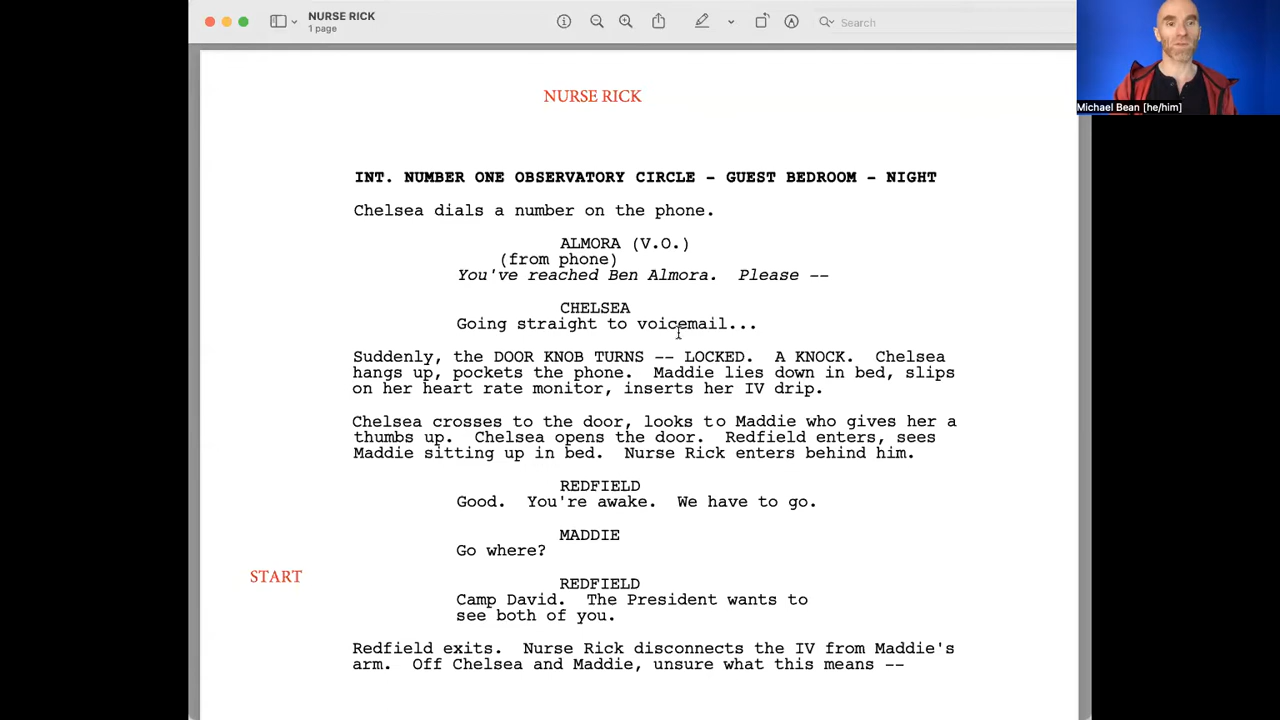 NURSE RICK
1 page
Search
Michael Bean [he/him]
NURSE RICK
INT. NUMBER ONE OBSERVATORY CIRCLE - GUEST BEDROOM - NIGHT
Chelsea dials a number on the phone.
ALMORA (V.O.)
(from phone)
You've reached Ben Almora. Please --
CHELSEA
Going straight to voicemail...
Suddenly, the DOOR KNOB TURNS -- LOCKED. A KNOCK. Chelsea
hangs up, pockets the phone. Maddie lies down in bed, slips
on her heart rate monitor, inserts her IV drip.
Chelsea crosses to the door, looks to Maddie who gives her a
thumbs up. Chelsea opens the door. Redfield enters, sees
Maddie sitting up in bed. Nurse Rick enters behind him.
REDFIELD
Good. You're awake. We have to go.
MADDIE
Go where?
START
REDFIELD
Camp David. The President wants to
see both of you.
Redfield exits. Nurse Rick disconnects the IV from Maddie's
arm. Off Chelsea and Maddie, unsure what this means --